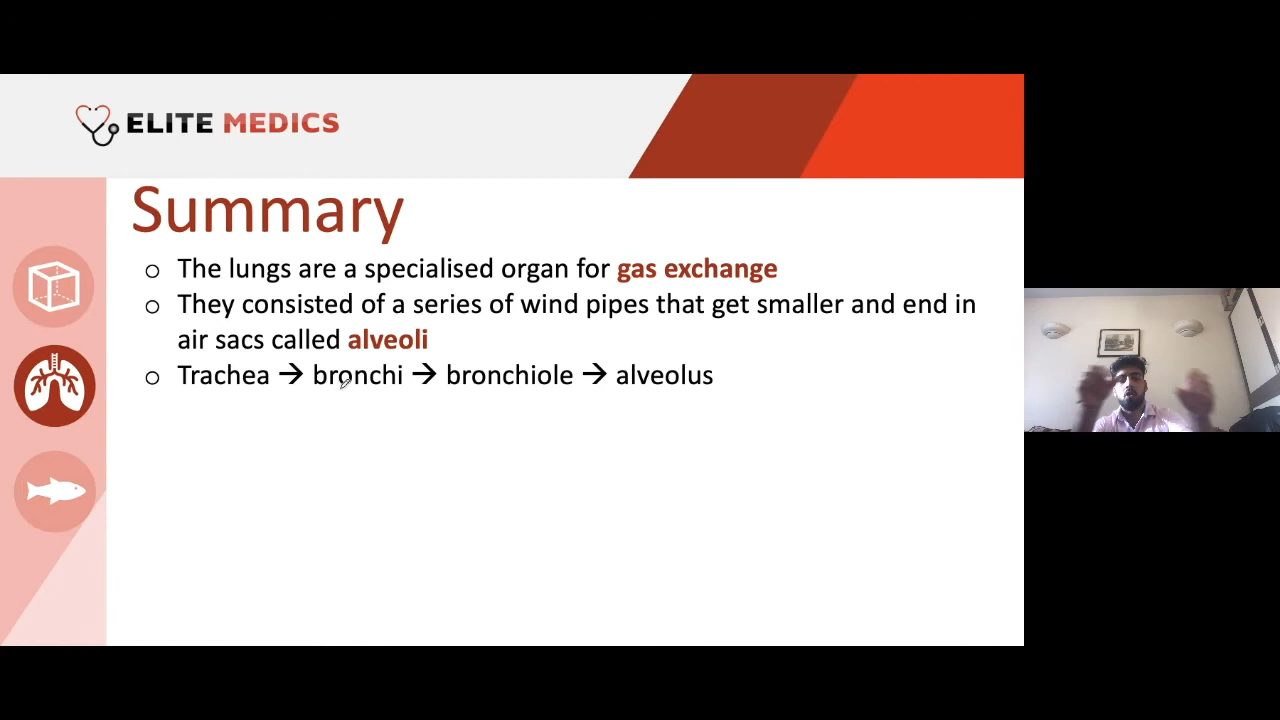 ELITE MEDICS
Summary
o The lungs are a specialised organ for gas exchange
o They consisted of a series of wind pipes that get smaller and end in
air sacs called alveoli
o Trachea → bronchi → bronchiole → alveolus